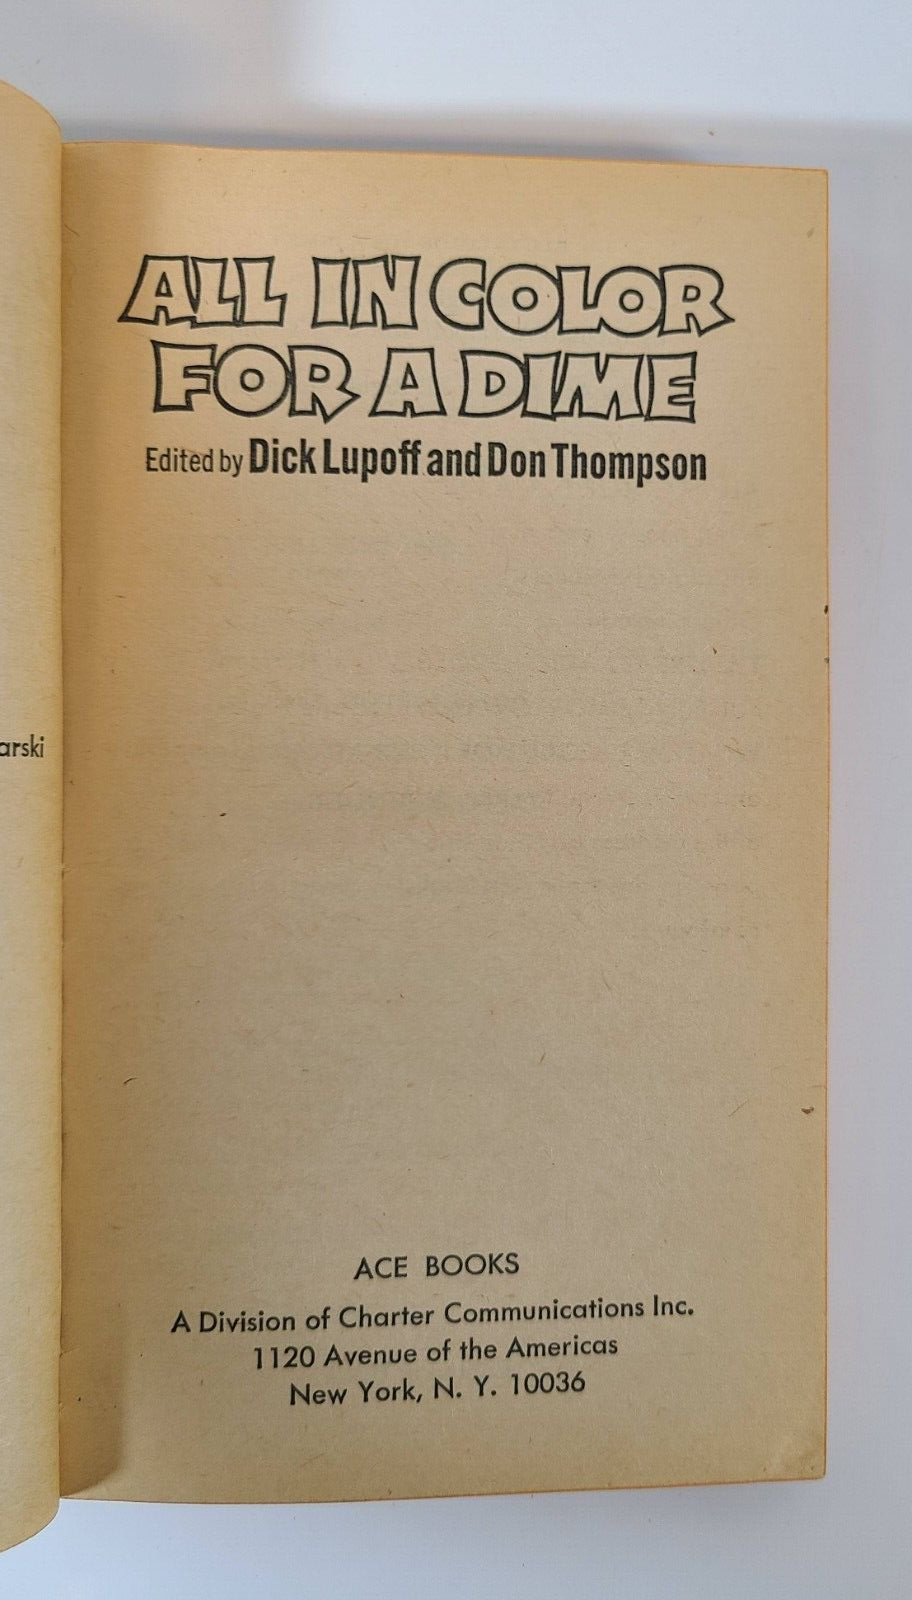 ALL IN COLOR
FOR A DIME
Edited by Dick Lupoff and Don Thompson
arski
ACE BOOKS
A Division of Charter Communications Inc.
1120 Avenue of the Americas
New York, N. Y. 10036